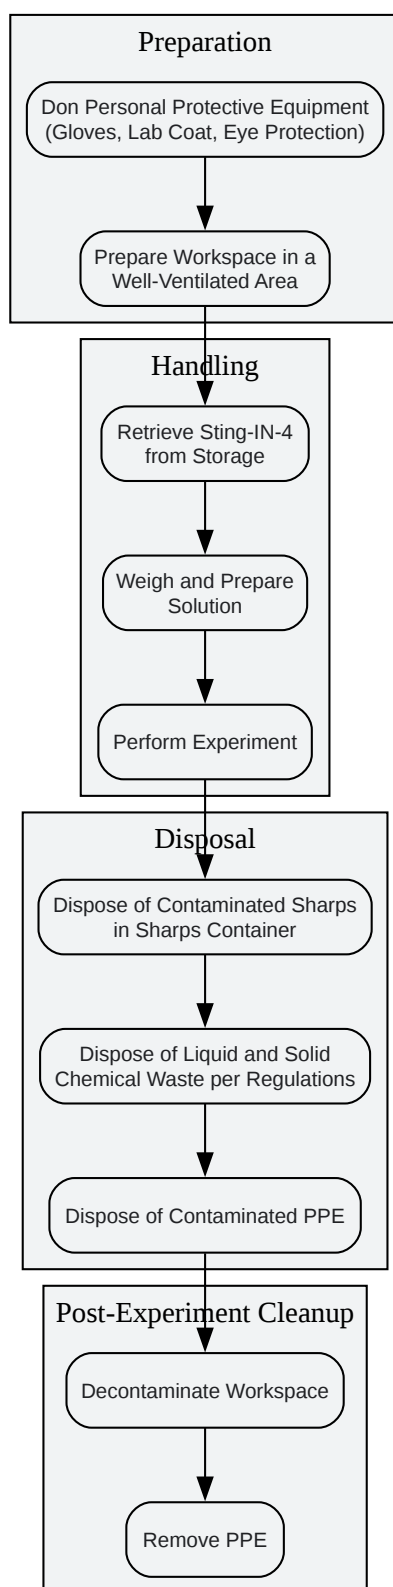 Preparation
Don Personal Protective Equipment
(Gloves, Lab Coat, Eye Protection)
Prepare Workspace in a
Well-Ventilated Area
Handling
Retrieve Sting-IN-4
from Storage
Weigh and Prepare
Solution
Perform Experiment
Disposal
Dispose of Contaminated Sharps
in Sharps Container
Dispose of Liquid and Solid
Chemical Waste per Regulations
Dispose of Contaminated PPE
Post-Experiment Cleanup
Decontaminate Workspace
Remove PPE